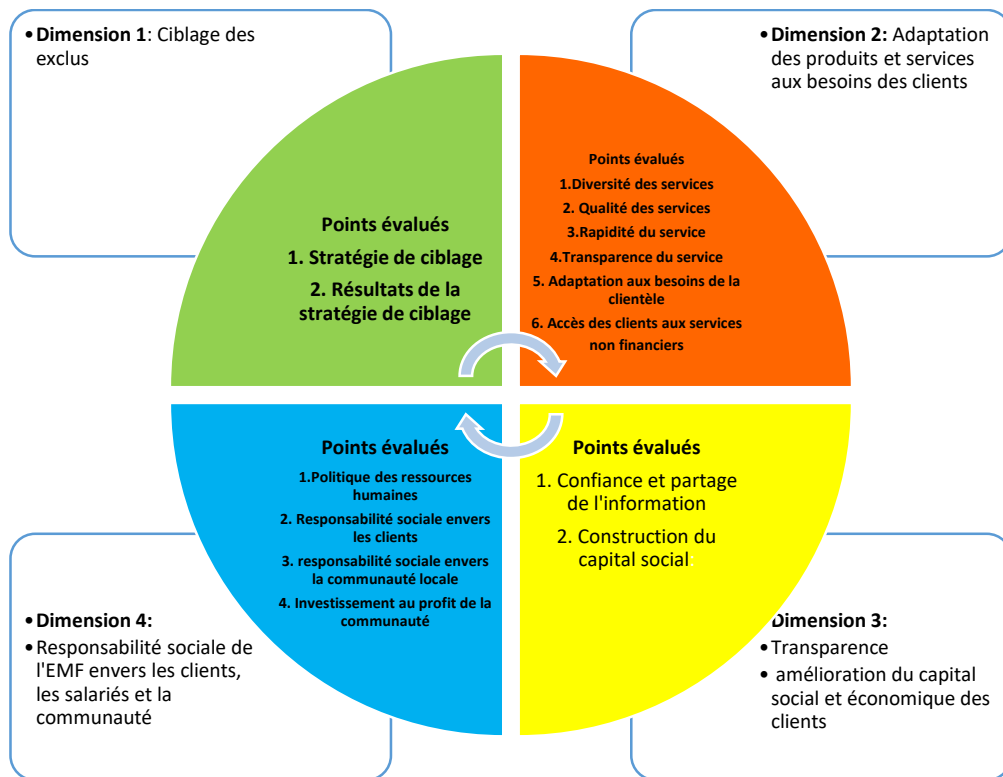 •Dimension 1: Ciblage des
exclus
•Dimension 2: Adaptation
des produits et services
aux besoins des clients
Points évalués
1. Stratégie de ciblage
2. Résultats de la
stratégie de ciblage
Points évalués
1.Diversité des services
2. Qualité des services
3.Rapidité du service
4.Transparence du service
5. Adaptation aux besoins de la
clientèle
6. Accès des clients aux services
non financiers
Points évalués
1.Politique des ressources
humaines
2. Responsabilité sociale envers
les clients
3. responsabilité sociale envers
la communauté locale
4. Investissement au profit de la
communauté
Points évalués
1. Confiance et partage
de l'information
2. Construction du
capital social
•Dimension 4:
•Responsabilité sociale de
l'EMF envers les clients,
les salariés et la
communauté
Dimension 3:
•Transparence
• amélioration du capital
social et économique des
clients